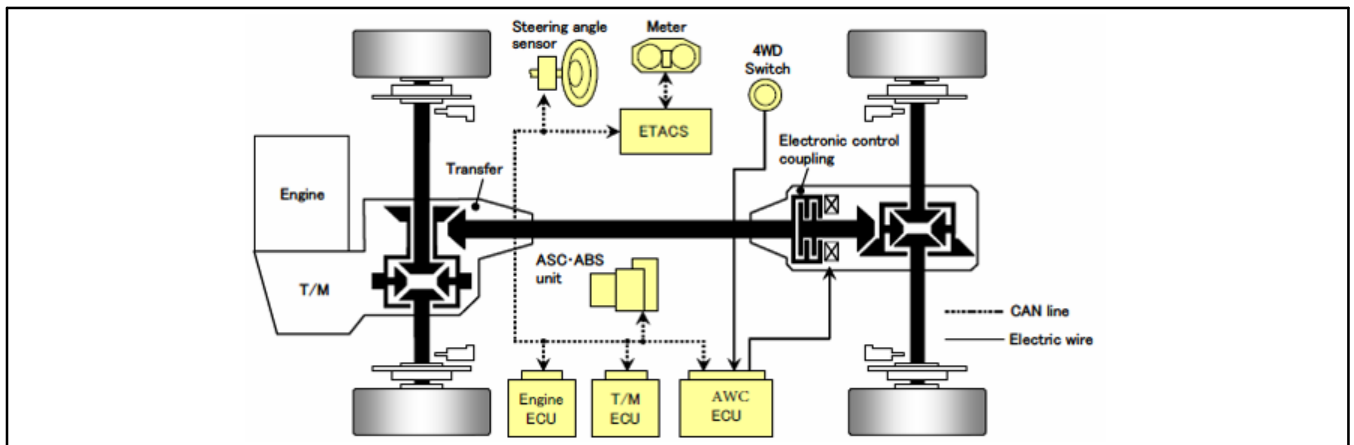 Steering angle
sensor
Meter
4WD
Switch
ETACS
Electronic control
coupling
Transfer
Engine
T/M
ASC･ABS
unit
CAN line
Electric wire
Engine
ECU
T/M
ECU
AWC
ECU